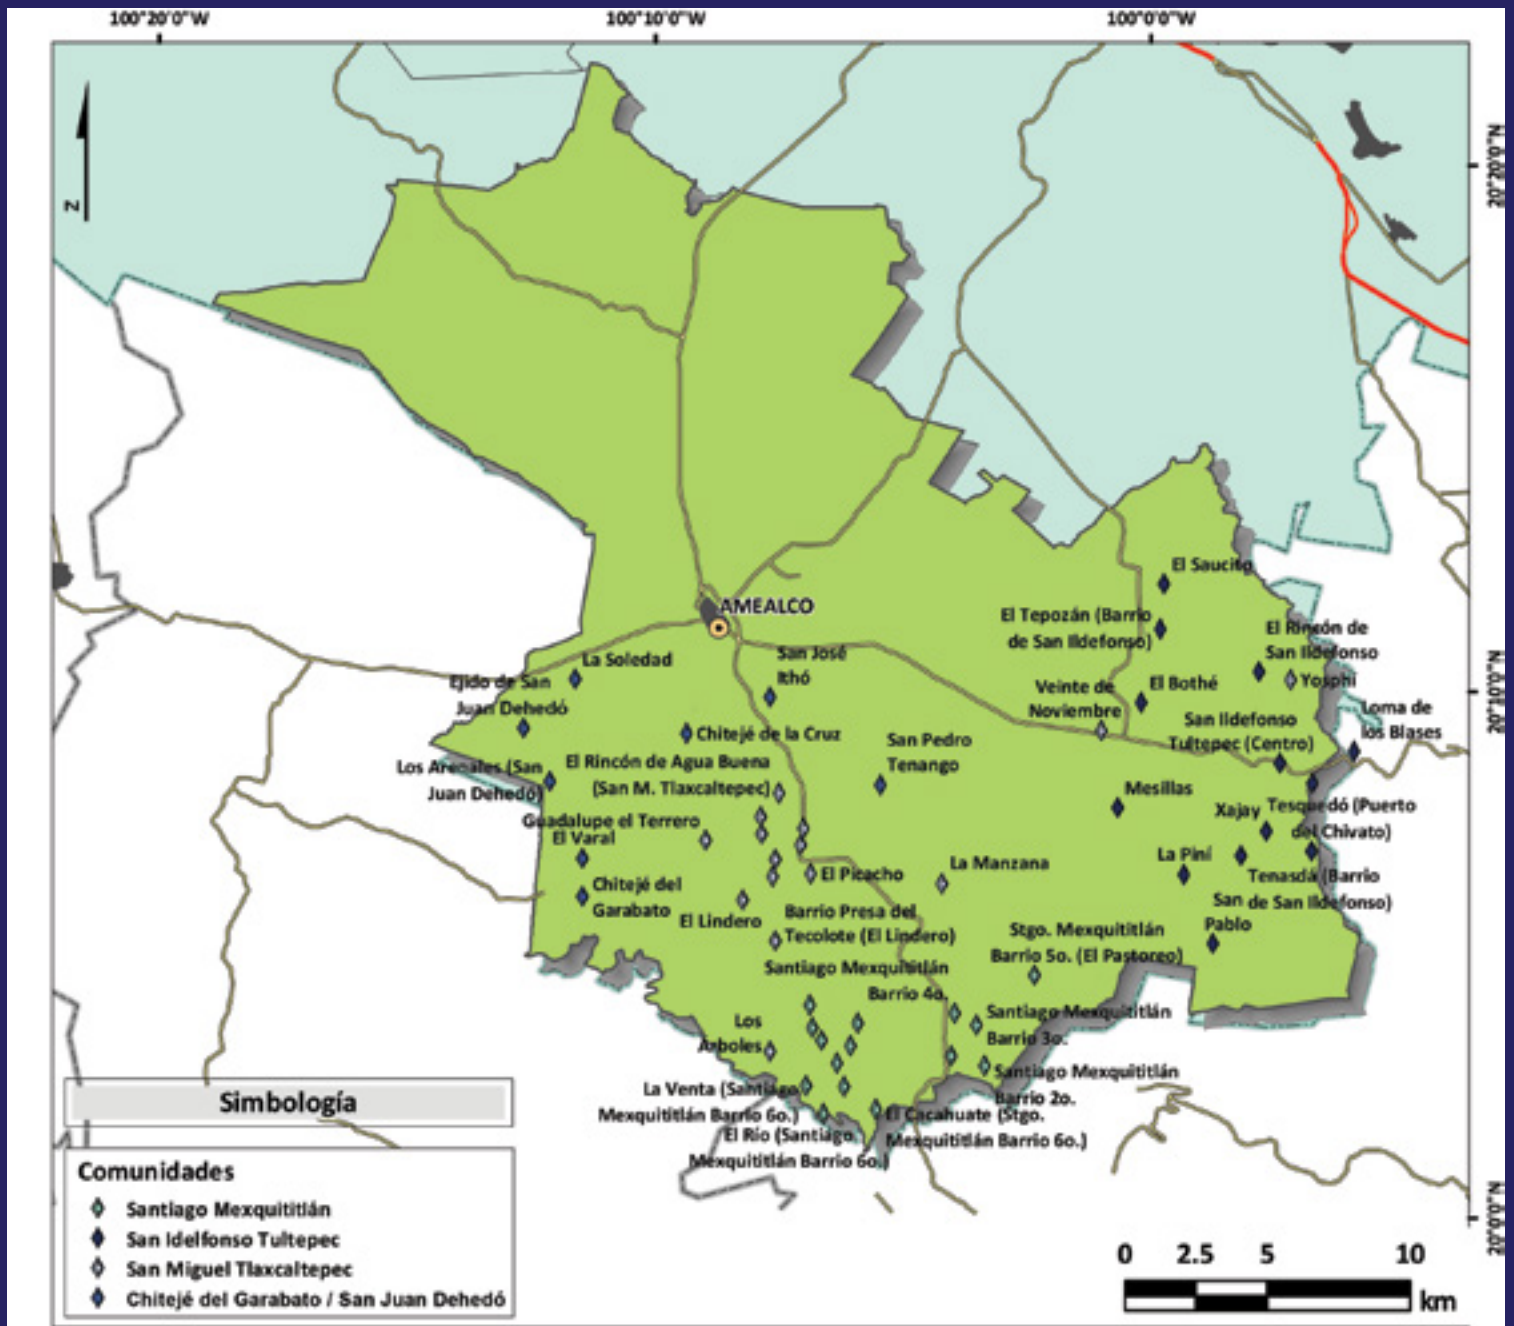 100°20'0"W
100°10'0"W
100°0'0"W
20°20'0"N
20°10'0"N
20°0'0"N
Z
El Saucito
AMEALCO
El Tepozán (Barrio
de San Ildefonso)
El Rincón de
San Ildefonso
Yosphí
La Soledad
San José
Ithó
Ejido de San
Juan Dehedó
Veinte de
Noviembre
El Bothé
Loma de
los Blases
San Ildefonso
Tultepec (Centro)
Chitejé de la Cruz
San Pedro
Tenango
Los Arenales (San
Juan Dehedó)
El Rincón de Agua Buena
(San M. Tlaxcaltepec)
Mesillas
Xajay
Tesquedó (Puerto
del Chivato)
Guadalupe el Terrero
El Varal
La Piní
El Picacho
La Manzana
Tenasdá (Barrio
de San Ildefonso)
Chitejé del
Garabato
El Lindero
San
Pablo
Barrio Presa del
Tecolote (El Lindero)
Stgo. Mexquititlán
Barrio 5o. (El Pastoreo)
Santiago Mexquititlán
Barrio 4o.
Santiago Mexquititlán
Barrio 3o.
Los
Árboles
Santiago Mexquititlán
Barrio 2o.
La Venta (Santiago
Mexquititlán Barrio 6o.)
El Cacahuate (Stgo.
Mexquititlán Barrio 6o.)
El Río (Santiago
Mexquititlán Barrio 6o.)
Simbología
Comunidades
Santiago Mexquititlán
San Idelfonso Tultepec
San Miguel Tlaxcaltepec
Chitejé del Garabato / San Juan Dehedó
0 2.5 5 10
km